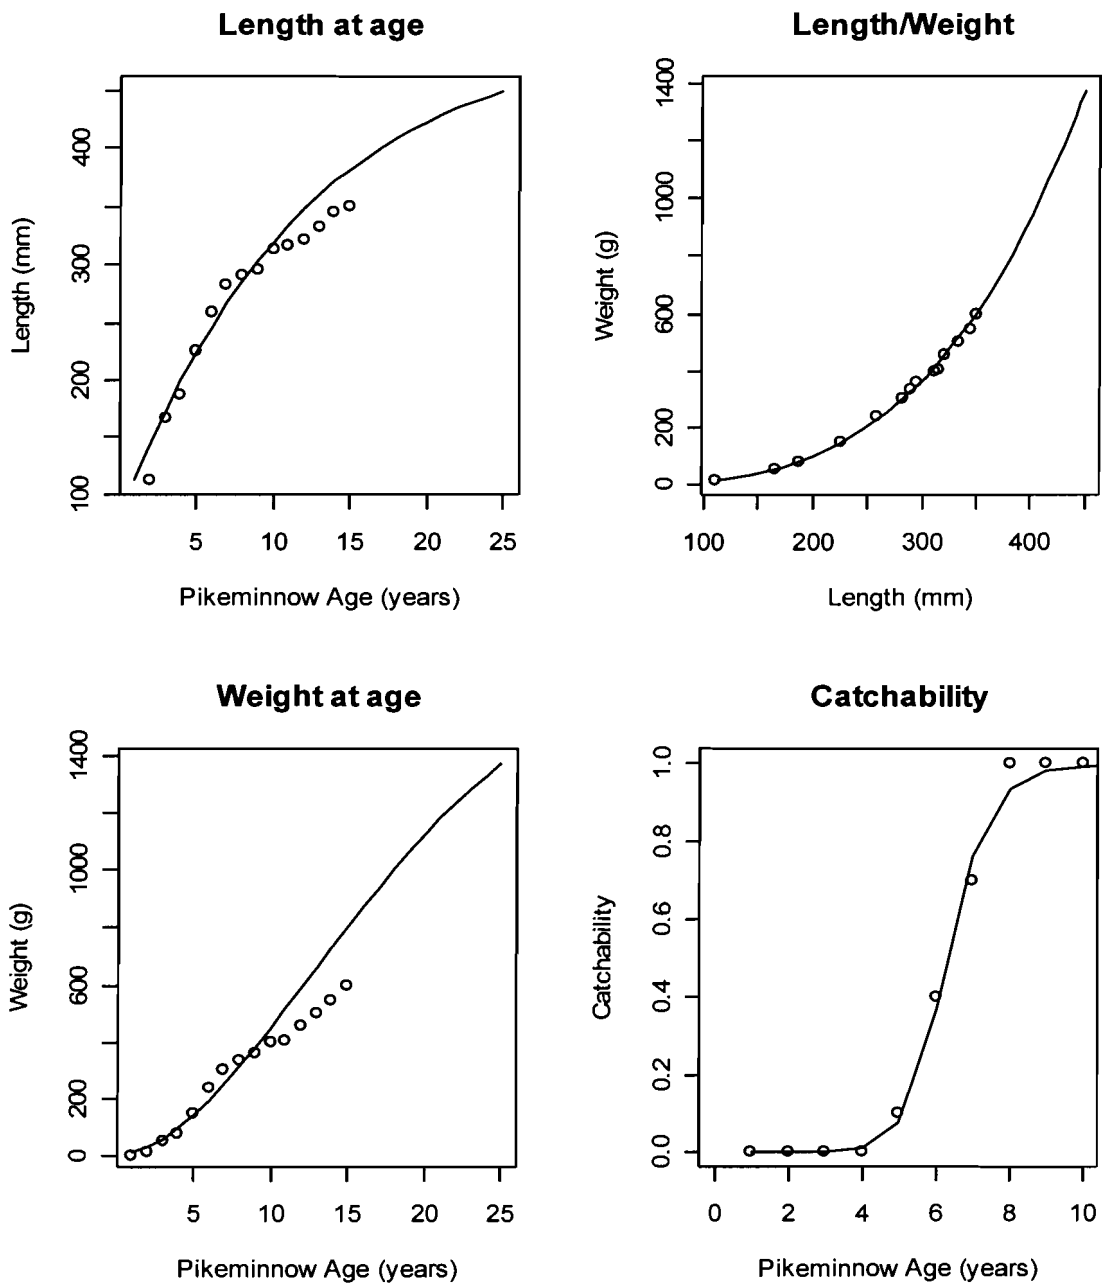 Length at age
Length (mm)
100 200 300 400
5 10 15 20 25
Pikeminnow Age (years)
Length/Weight
Weight (g)
0 200 600 1000 1400
100 200 300 400
Length (mm)
Weight at age
Weight (g)
0 200 600 1000 1400
5 10 15 20 25
Pikeminnow Age (years)
Catchability
Catchability
0.0 0.2 0.4 0.6 0.8 1.0
0 2 4 6 8 10
Pikeminnow Age (years)